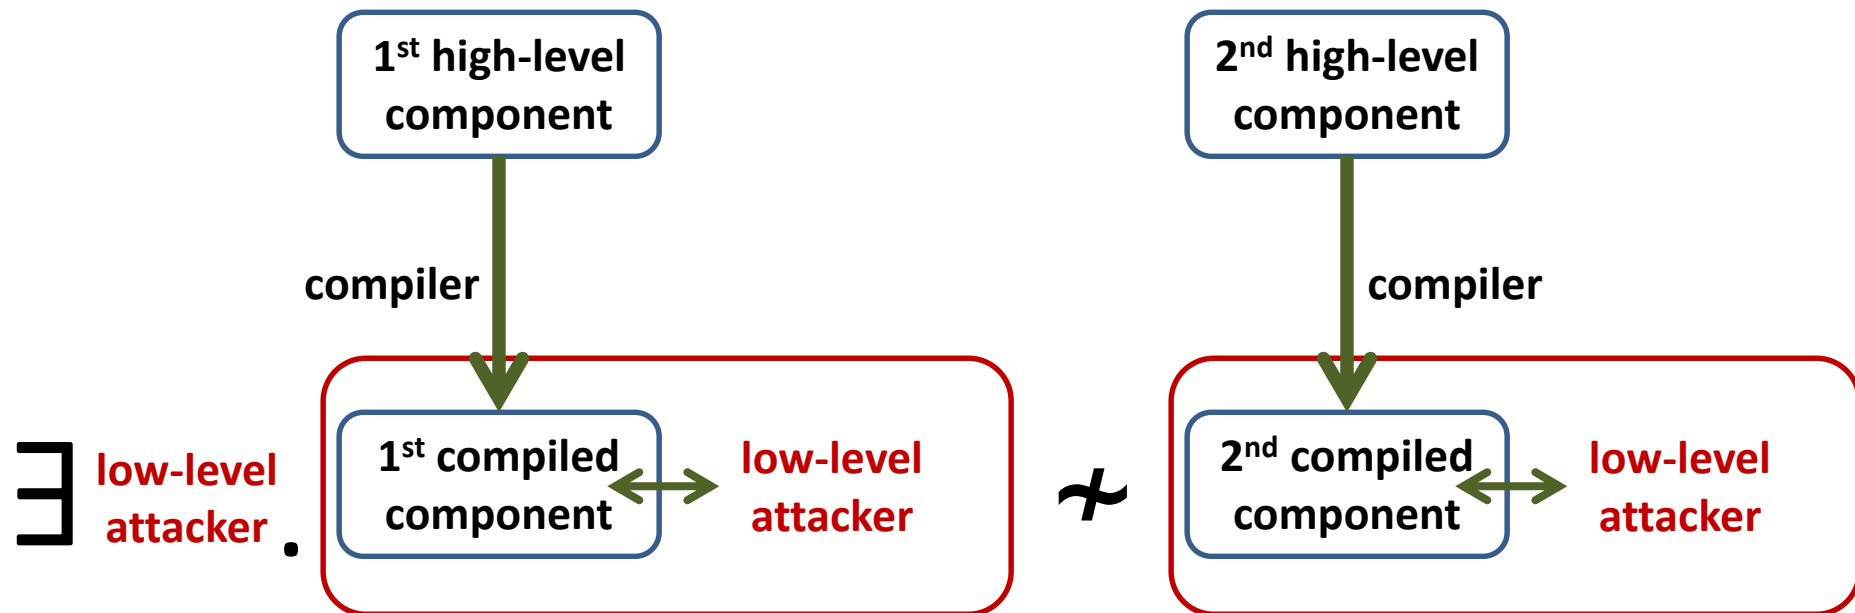 1st high-level
component
2nd high-level
component
compiler
compiler
∃ low-level
attacker .
1st compiled
component
low-level
attacker
≁
2nd compiled
component
low-level
attacker